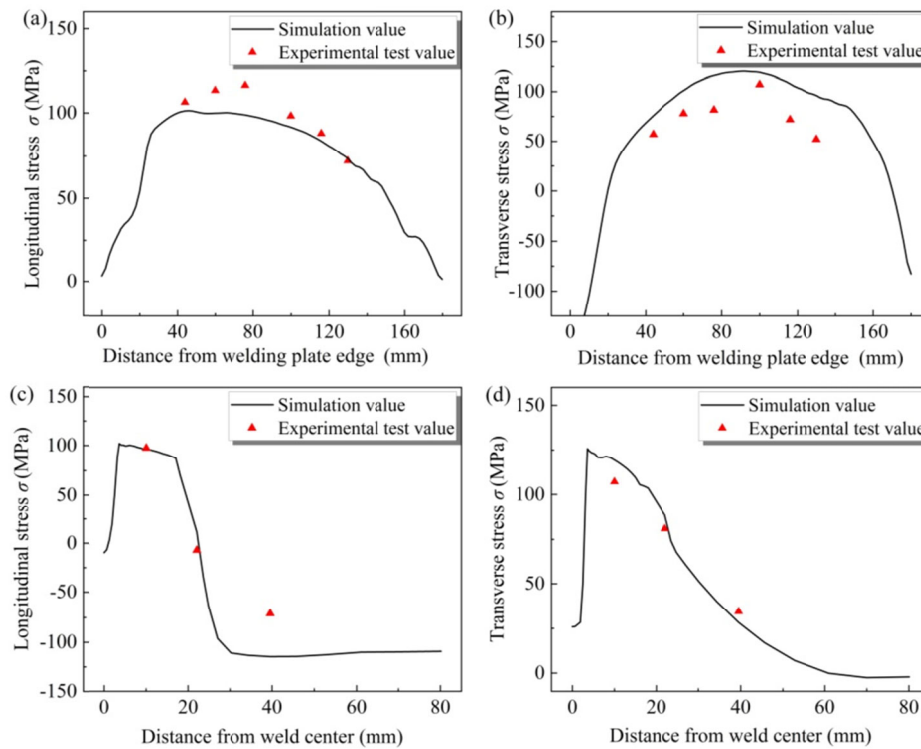 (a)
150
100
50
0
Longitudinal stress σ (MPa)
Simulation value
Experimental test value
0 40 80 120 160
Distance from welding plate edge (mm)
(b)
150
100
50
0
-50
-100
Transverse stress σ (MPa)
Simulation value
Experimental test value
0 40 80 120 160
Distance from welding plate edge (mm)
(c)
150
100
50
0
-50
-100
-150
Longitudinal stress σ (MPa)
Simulation value
Experimental test value
0 20 40 60 80
Distance from weld center (mm)
(d)
150
100
50
0
Transverse stress σ (MPa)
Simulation value
Experimental test value
0 20 40 60 80
Distance from weld center (mm)